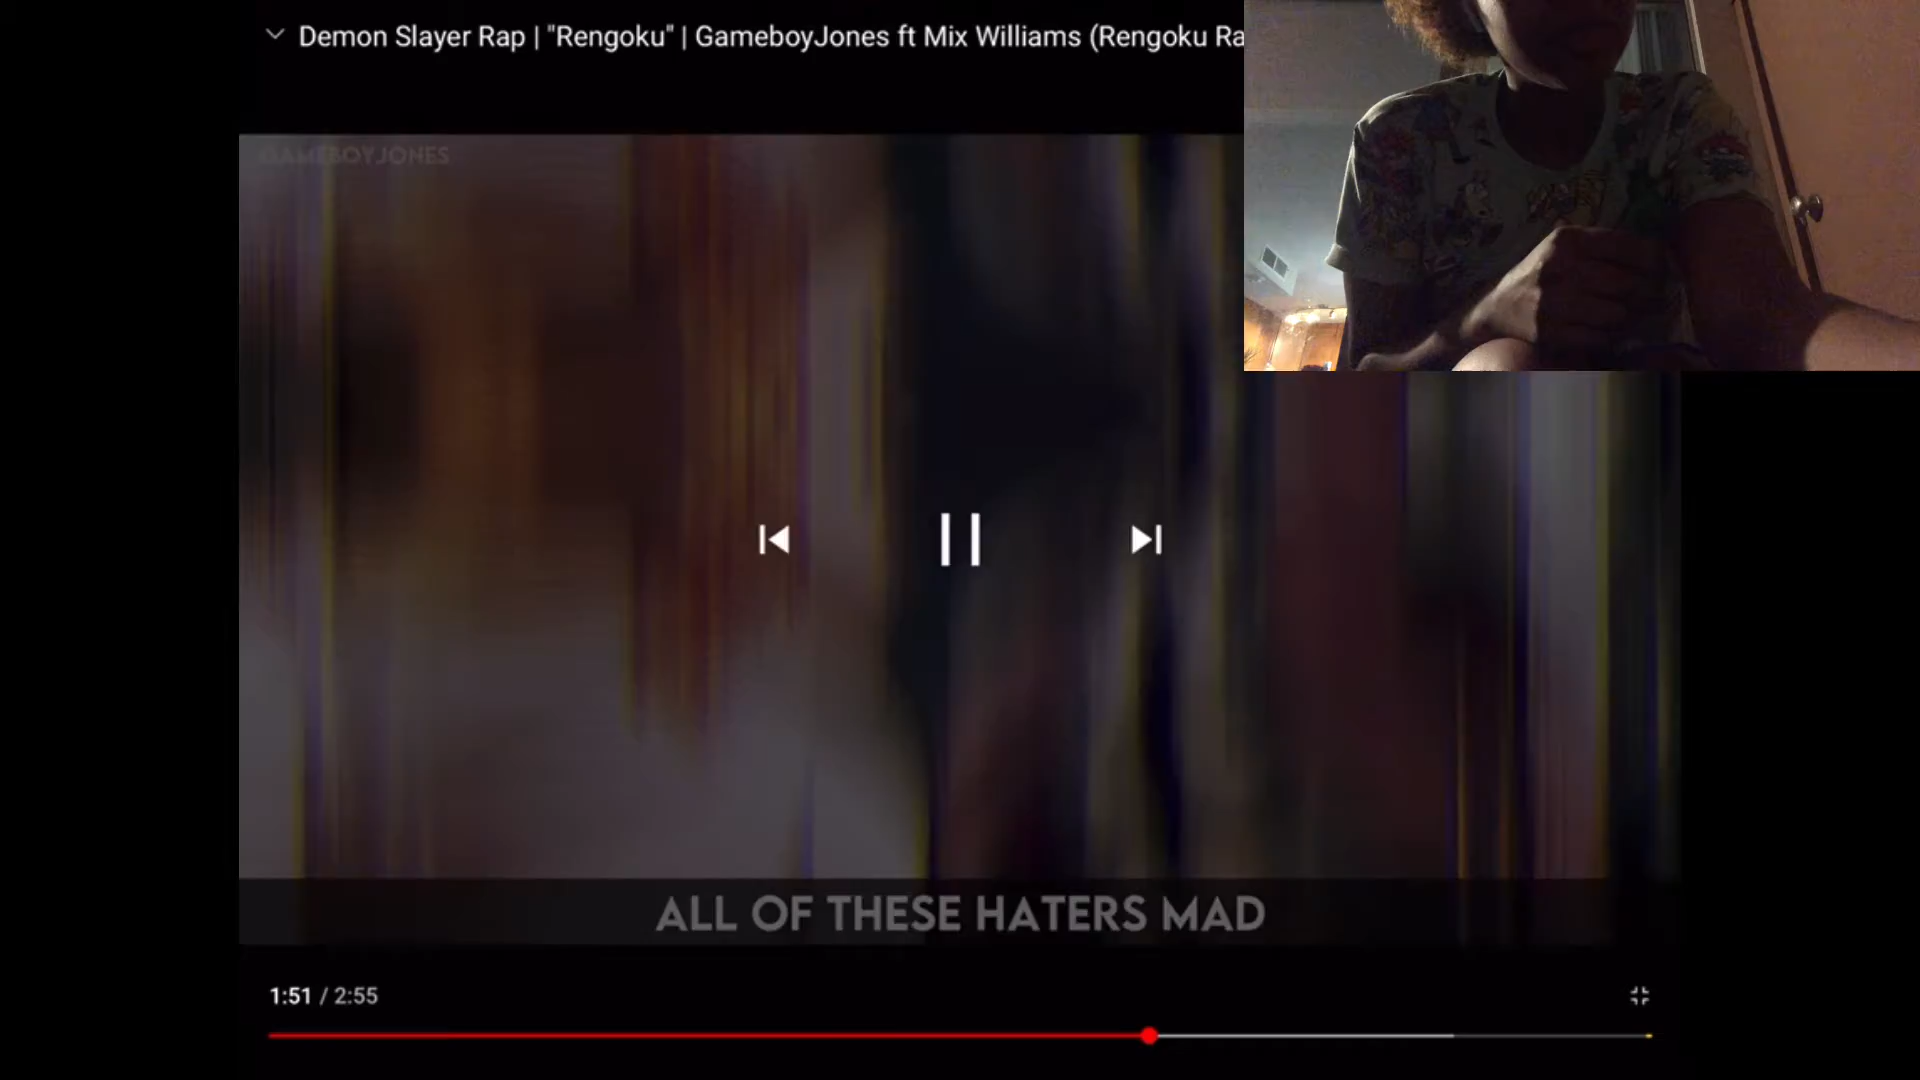 Demon Slayer Rap | "Rengoku" | GameboyJones ft Mix Williams (Rengoku Ra
GAMEBOYJONES
ALL OF THESE HATERS MAD
1:51 / 2:55